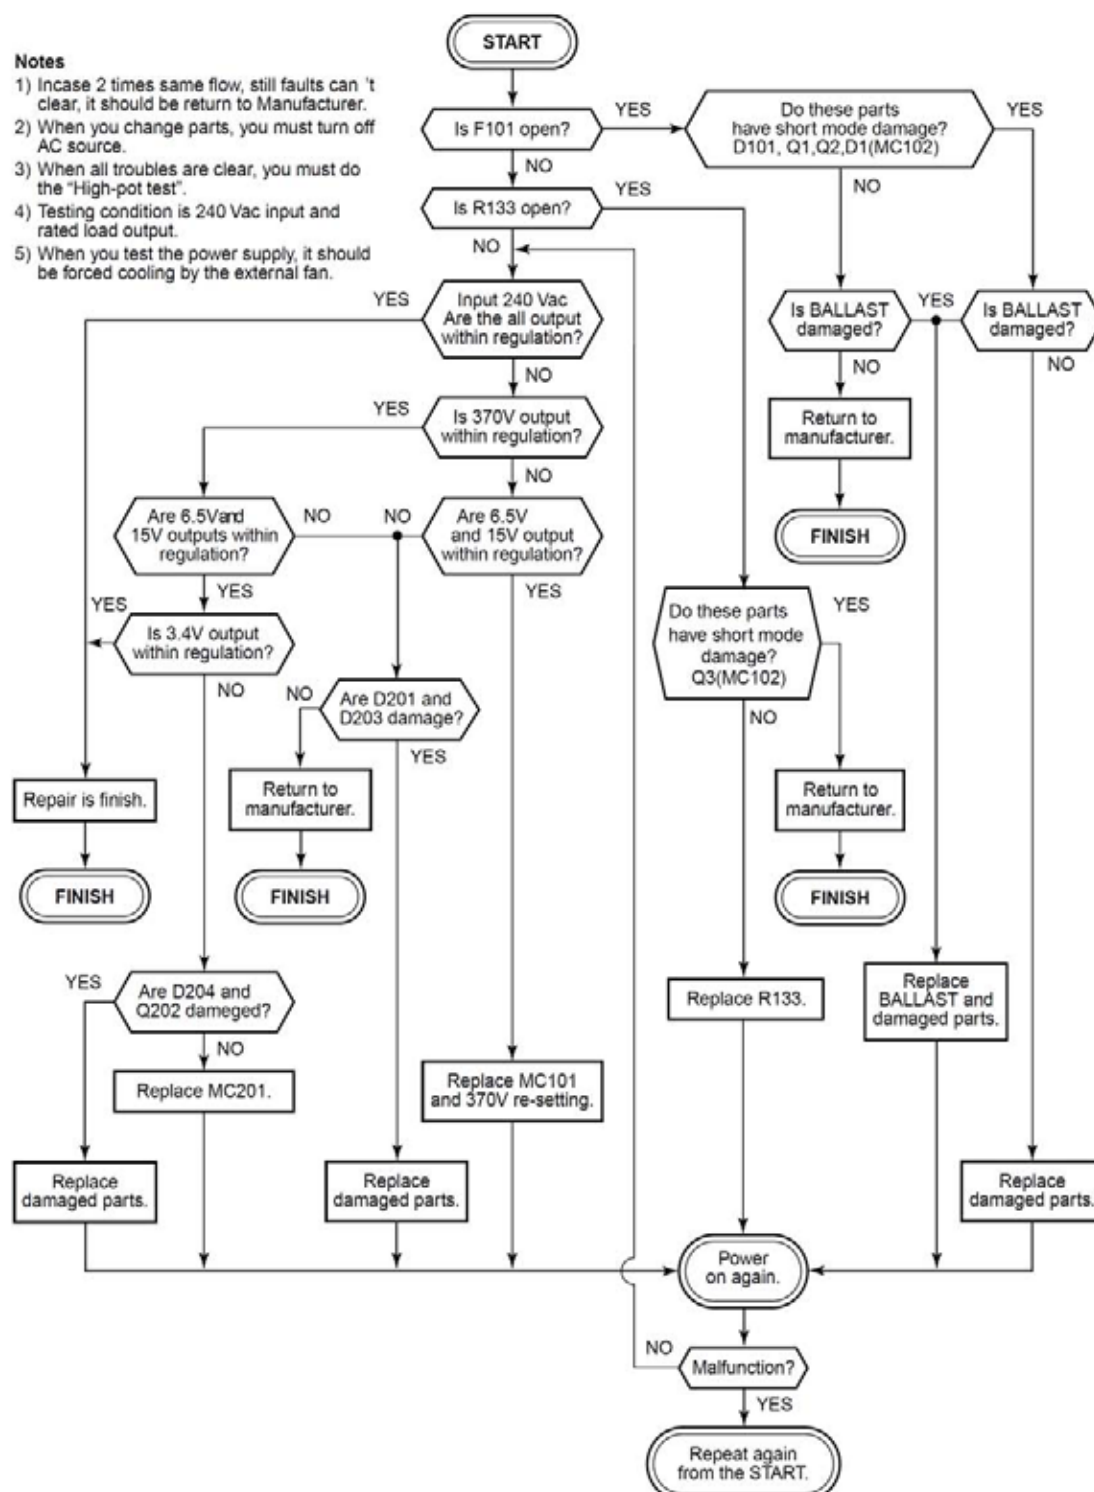 START
Notes
1) Incase 2 times same flow, still faults can 't
clear, it should be return to Manufacturer.
2) When you change parts, you must turn off
AC source.
3) When all troubles are clear, you must do
the "High-pot test".
4) Testing condition is 240 Vac input and
rated load output.
5) When you test the power supply, it should
be forced cooling by the external fan.
Is F101 open?
YES
NO
Do these parts
have short mode damage?
D101, Q1,Q2,D1(MC102)
YES
NO
Is R133 open?
YES
NO
Input 240 Vac
Are the all output
within regulation?
YES
NO
Is BALLAST
damaged?
YES
NO
Is BALLAST
damaged?
NO
Return to
manufacturer.
FINISH
Is 370V output
within regulation?
YES
NO
Are 6.5Vand
15V outputs within
regulation?
NO
YES
NO
Are 6.5V
and 15V output
within regulation?
YES
YES
Is 3.4V output
within regulation?
NO
Do these parts
have short mode
damage?
Q3(MC102)
YES
NO
NO
Are D201 and
D203 damage?
YES
Repair is finish.
FINISH
Return to
manufacturer.
FINISH
Return to
manufacturer.
FINISH
YES
Are D204 and
Q202 dameged?
NO
Replace MC201.
Replace MC101
and 370V re-setting.
Replace R133.
Replace
BALLAST and
damaged parts.
Replace
damaged parts.
Replace
damaged parts.
Replace
damaged parts.
Power
on again.
NO
Malfunction?
YES
Repeat again
from the START.